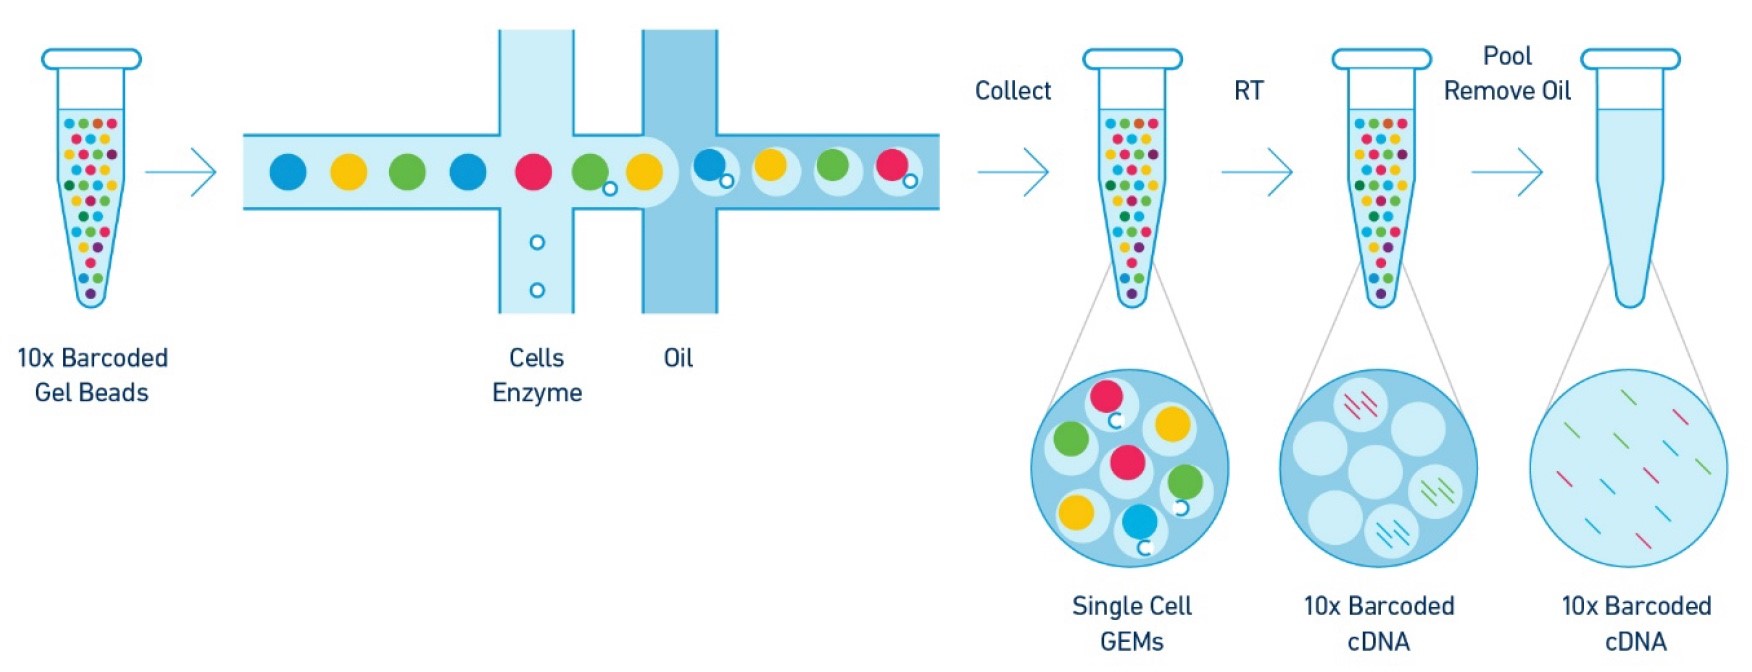 Collect
RT
Pool
Remove Oil
10x Barcoded
Gel Beads
Cells
Enzyme
Oil
Single Cell
GEMs
10x Barcoded
cDNA
10x Barcoded
cDNA